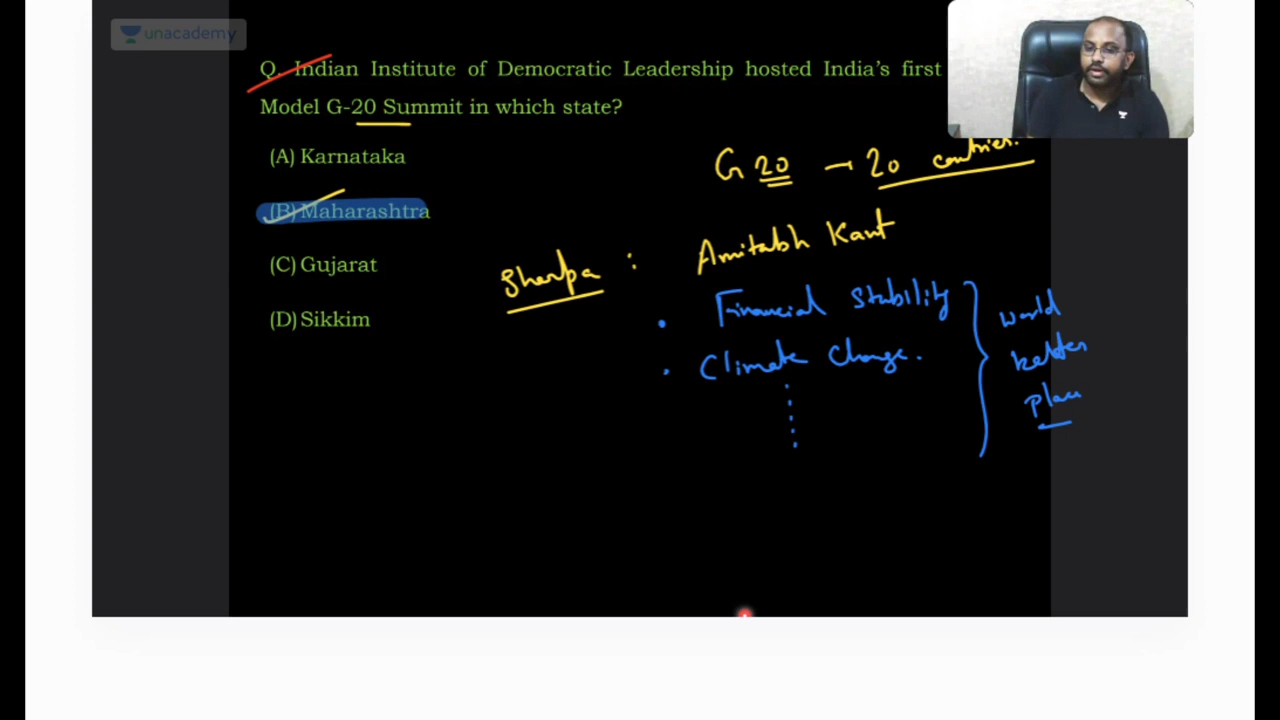 unacademy
Q. Indian Institute of Democratic Leadership hosted India's first
Model G-20 Summit in which state?
(A) Karnataka
G20 → 20 countries.
(B) Maharashtra
Sherpa : Amitabh Kant
(C) Gujarat
• Financial Stability
(D) Sikkim
• Climate Change.
world
better
place